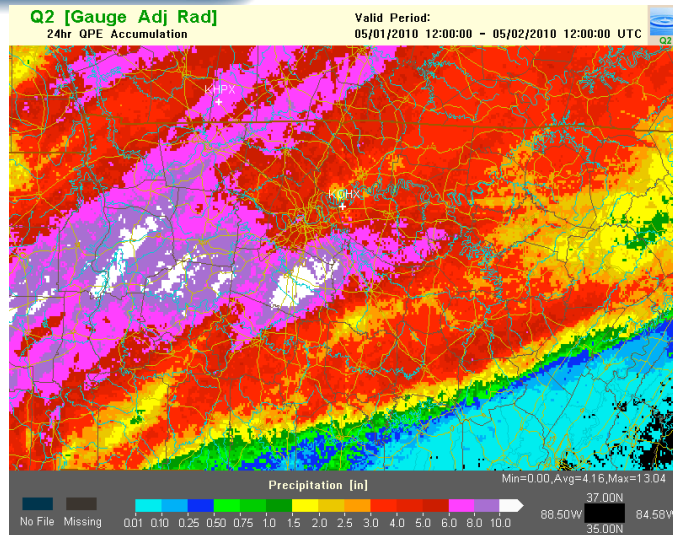 Q2 [Gauge Adj Rad]
24hr QPE Accumulation
Valid Period:
05/01/2010 12:00:00 - 05/02/2010 12:00:00 UTC
Q2
KHPX
KOHX
Precipitation [in]
Min=0.00,Avg=4.16,Max=13.04
No File
Missing
0.01 0.10 0.25 0.50 0.75 1.0 1.5 2.0 2.5 3.0 4.0 5.0 6.0 8.0 10.0
37.00N
88.50W
84.58W
35.00N